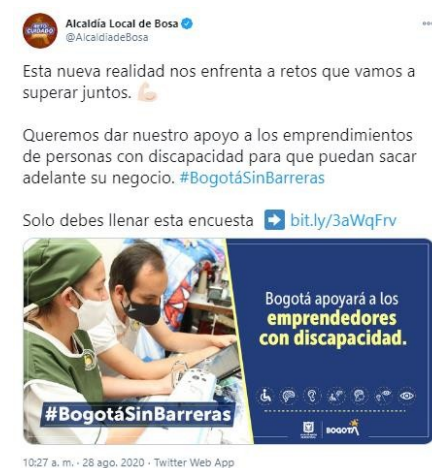 Alcaldía Local de Bosa
@AlcaldiadeBosa
Esta nueva realidad nos enfrenta a retos que vamos a
superar juntos.
Queremos dar nuestro apoyo a los emprendimientos
de personas con discapacidad para que puedan sacar
adelante su negocio. #BogotáSinBarreras
Solo debes llenar esta encuesta ➡ bit.ly/3aWqFrv
Bogotá apoyará a los
emprendedores
con discapacidad.
#BogotáSinBarreras
BOGOTÁ
10:27 a. m. · 28 ago. 2020 · Twitter Web App